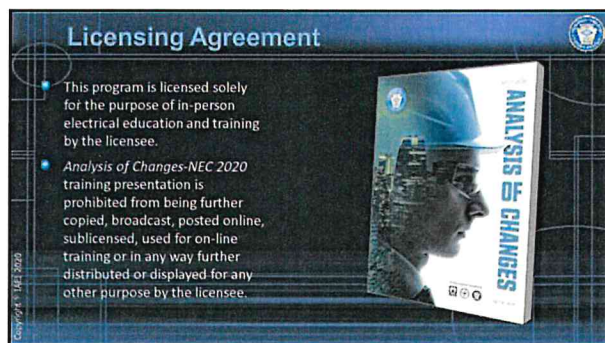 Licensing Agreement
This program is licensed solely
for the purpose of in-person
electrical education and training
by the licensee.
Analysis of Changes-NEC 2020
training presentation is
prohibited from being further
copied, broadcast, posted online,
sublicensed, used for on-line
training or in any way further
distributed or displayed for any
other purpose by the licensee.
ANALYSIS OF CHANGES
Copyright © IAEI 2020